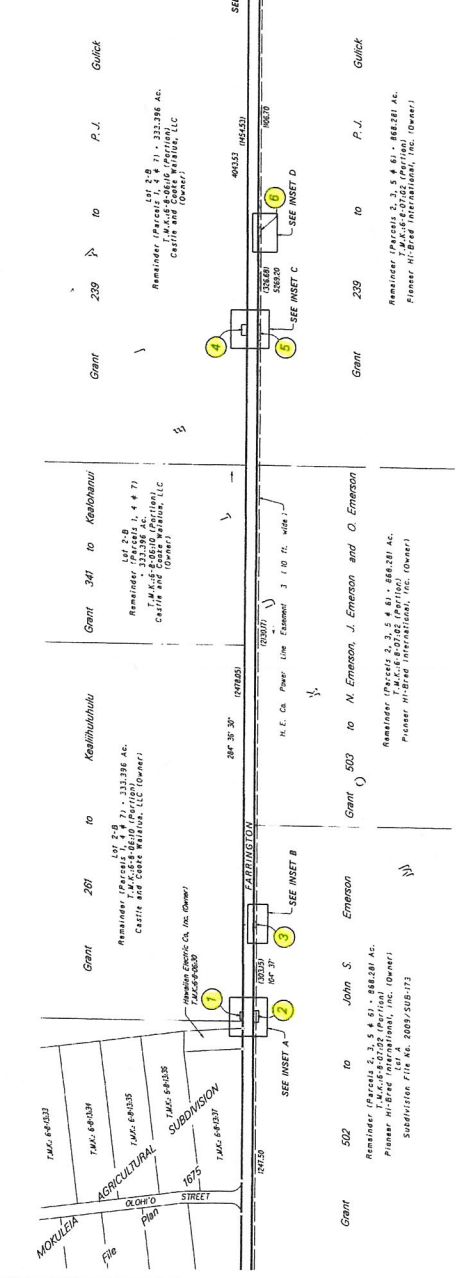 MOKULEIA AGRICULTURAL SUBDIVISION
File Plan 1675
T.M.K.: 6-8-13:33
T.M.K.: 6-8-13:34
T.M.K.: 6-8-13:35
T.M.K.: 6-8-13:36
T.M.K.: 6-8-13:37
OLOHI'O STREET
Hawaiian Electric Co, Inc. (Owner)
T.M.K.:6-8-06:30
Grant 261 to Kealiihuluhulu
Lot 2-B
Remainder (Parcels 1, 4 & 7) - 333.396 Ac.
T.M.K.:6-8-06:10 (Portion)
Castle and Cooke Waialua, LLC (Owner)
Grant 341 to Kealohanui
Lot 2-B
Remainder (Parcels 1, 4 & 7)
- 333.396 Ac.
T.M.K.:6-8-06:10 (Portion)
Castle and Cooke Waialua, LLC
(Owner)
Grant 239 to P. J. Gulick
Lot 2-B
Remainder (Parcels 1, 4 & 7) - 333.396 Ac.
T.M.K.:6-8-06:10 (Portion)
Castle and Cooke Waialua, LLC
(Owner)
1
4
284° 36' 30"
(2478.05)
4043.53
(1454.53)
SEE
1247.50
FARRINGTON
(303.15)
104° 37'
(2130.17)
(326.68)
5269.20
1106.70
2
3
5
6
SEE INSET A
SEE INSET B
SEE INSET C
SEE INSET D
H. E. Co. Power Line Easement 3 (10 ft. wide)
Grant 502 to John S. Emerson
Remainder (Parcels 2, 3, 5 & 6) - 868.281 Ac.
T.M.K.:6-8-07:02 (Portion)
Pioneer Hi-Bred International, Inc. (Owner)
Lot A
Subdivision File No. 2009/SUB-173
Grant 503 to N. Emerson, J. Emerson and O. Emerson
Remainder (Parcels 2, 3, 5 & 6) - 868.281 Ac.
T.M.K.:6-8-07:02 (Portion)
Pioneer Hi-Bred International, Inc. (Owner)
Grant 239 to P. J. Gulick
Remainder (Parcels 2, 3, 5 & 6) - 868.281 Ac.
T.M.K.:6-8-07:02 (Portion)
Pioneer Hi-Bred International, Inc. (Owner)